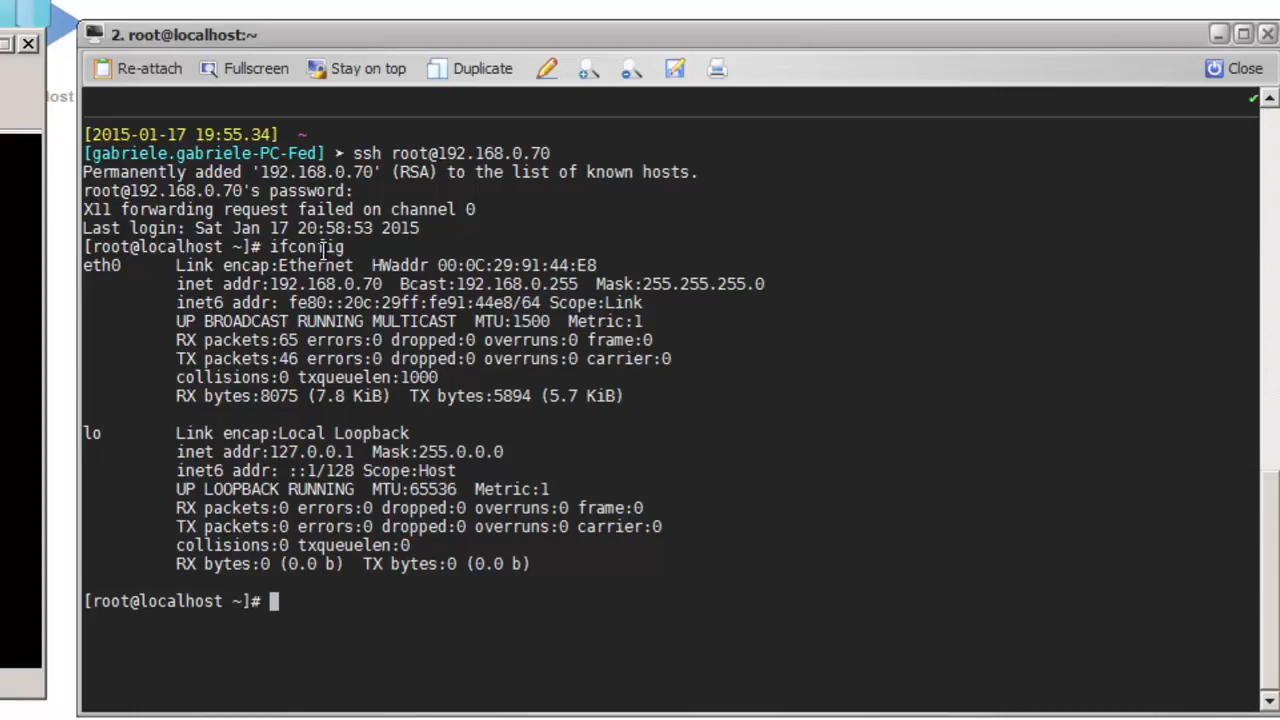 2. root@localhost:~
Re-attach Fullscreen Stay on top Duplicate Close
ost
[2015-01-17 19:55.34] ~
[gabriele.gabriele-PC-Fed] ➤ ssh root@192.168.0.70
Permanently added '192.168.0.70' (RSA) to the list of known hosts.
root@192.168.0.70's password:
X11 forwarding request failed on channel 0
Last login: Sat Jan 17 20:58:53 2015
[root@localhost ~]# ifconfig
eth0 Link encap:Ethernet HWaddr 00:0C:29:91:44:E8
inet addr:192.168.0.70 Bcast:192.168.0.255 Mask:255.255.255.0
inet6 addr: fe80::20c:29ff:fe91:44e8/64 Scope:Link
UP BROADCAST RUNNING MULTICAST MTU:1500 Metric:1
RX packets:65 errors:0 dropped:0 overruns:0 frame:0
TX packets:46 errors:0 dropped:0 overruns:0 carrier:0
collisions:0 txqueuelen:1000
RX bytes:8075 (7.8 KiB) TX bytes:5894 (5.7 KiB)
lo Link encap:Local Loopback
inet addr:127.0.0.1 Mask:255.0.0.0
inet6 addr: ::1/128 Scope:Host
UP LOOPBACK RUNNING MTU:65536 Metric:1
RX packets:0 errors:0 dropped:0 overruns:0 frame:0
TX packets:0 errors:0 dropped:0 overruns:0 carrier:0
collisions:0 txqueuelen:0
RX bytes:0 (0.0 b) TX bytes:0 (0.0 b)
[root@localhost ~]#